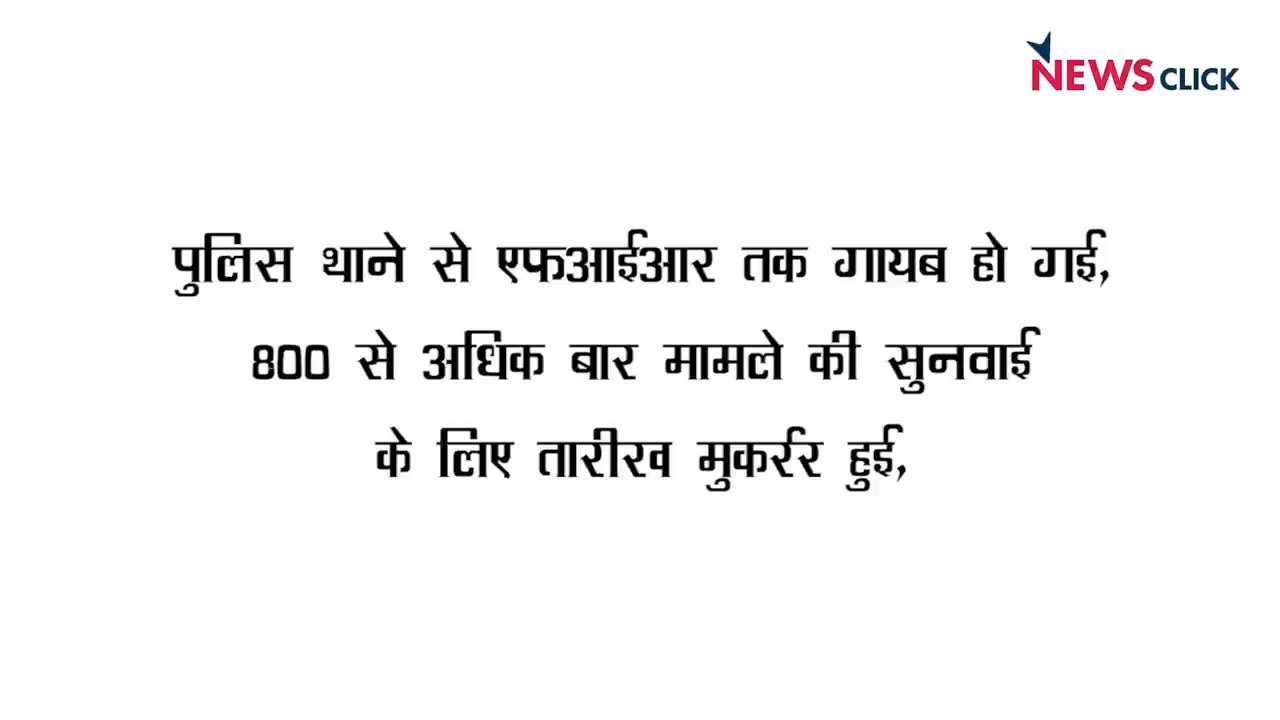 NEWSCLICK
पुलिस थाने से एफआईआर तक गायब हो गई,
800 से अधिक बार मामले की सुनवाई
के लिए तारीख मुकर्रर हुई,